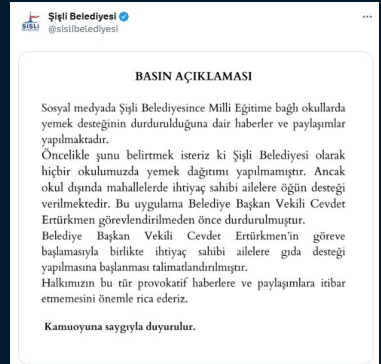 Şişli Belediyesi
@sislibelediyesi
ŞİŞLİ
BASIN AÇIKLAMASI
Sosyal medyada Şişli Belediyesince Milli Eğitime bağlı okullarda
yemek desteğinin durdurulduğuna dair haberler ve paylaşımlar
yapılmaktadır.
Öncelikle şunu belirtmek isteriz ki Şişli Belediyesi olarak
hiçbir okulumuzda yemek dağıtımı yapılmamıştır. Ancak
okul dışında mahallelerde ihtiyaç sahibi ailelere öğün desteği
verilmektedir. Bu uygulama Belediye Başkan Vekili Cevdet
Ertürkmen görevlendirilmeden önce durdurulmuştur.
Belediye Başkan Vekili Cevdet Ertürkmen'in göreve
başlamasıyla birlikte ihtiyaç sahibi ailelere gıda desteği
yapılmasına başlanması talimatlandırılmıştır.
Halkımızın bu tür provokatif haberlere ve paylaşımlara itibar
etmemesini önemle rica ederiz.
Kamuoyuna saygıyla duyurulur.